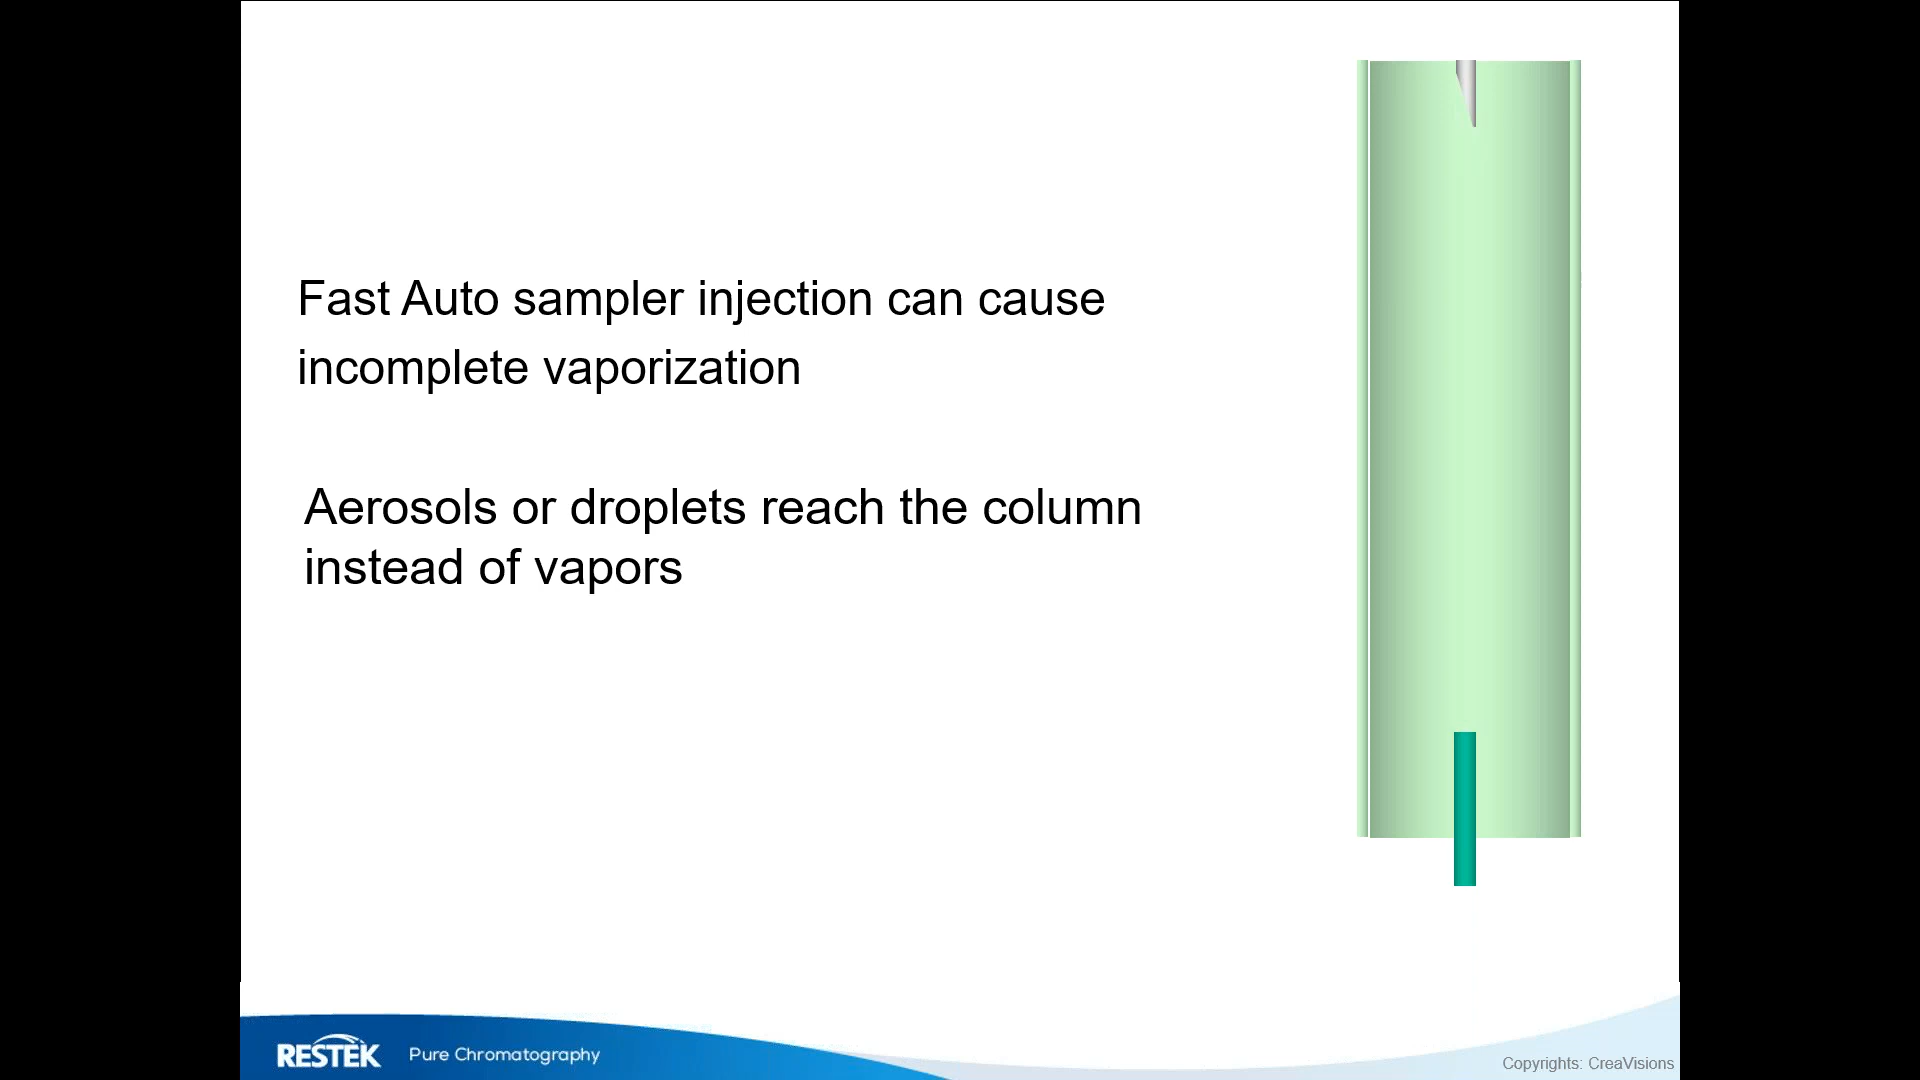 Fast Auto sampler injection can cause
incomplete vaporization
Aerosols or droplets reach the column
instead of vapors
RESTEK Pure Chromatography
Copyrights: CreaVisions